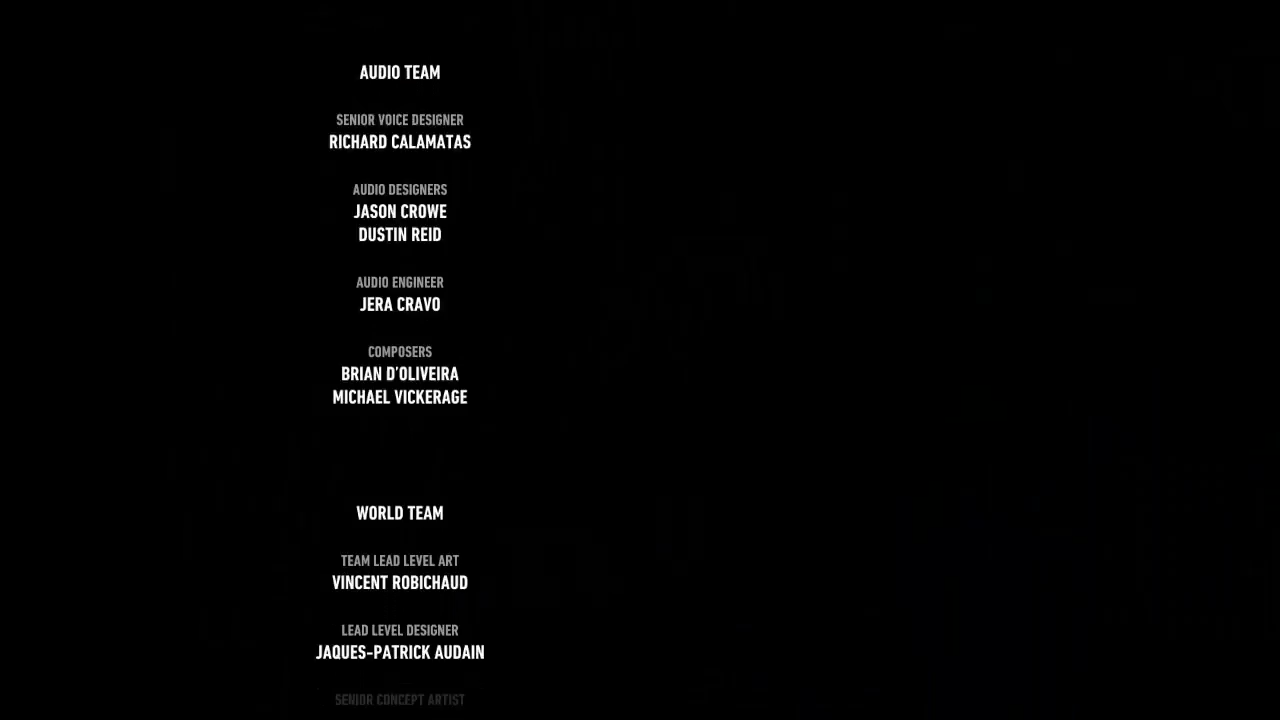 AUDIO TEAM
SENIOR VOICE DESIGNER
RICHARD CALAMATAS
AUDIO DESIGNERS
JASON CROWE
DUSTIN REID
AUDIO ENGINEER
JERA CRAVO
COMPOSERS
BRIAN D'OLIVEIRA
MICHAEL VICKERAGE
WORLD TEAM
TEAM LEAD LEVEL ART
VINCENT ROBICHAUD
LEAD LEVEL DESIGNER
JAQUES-PATRICK AUDAIN
SENIOR CONCEPT ARTIST